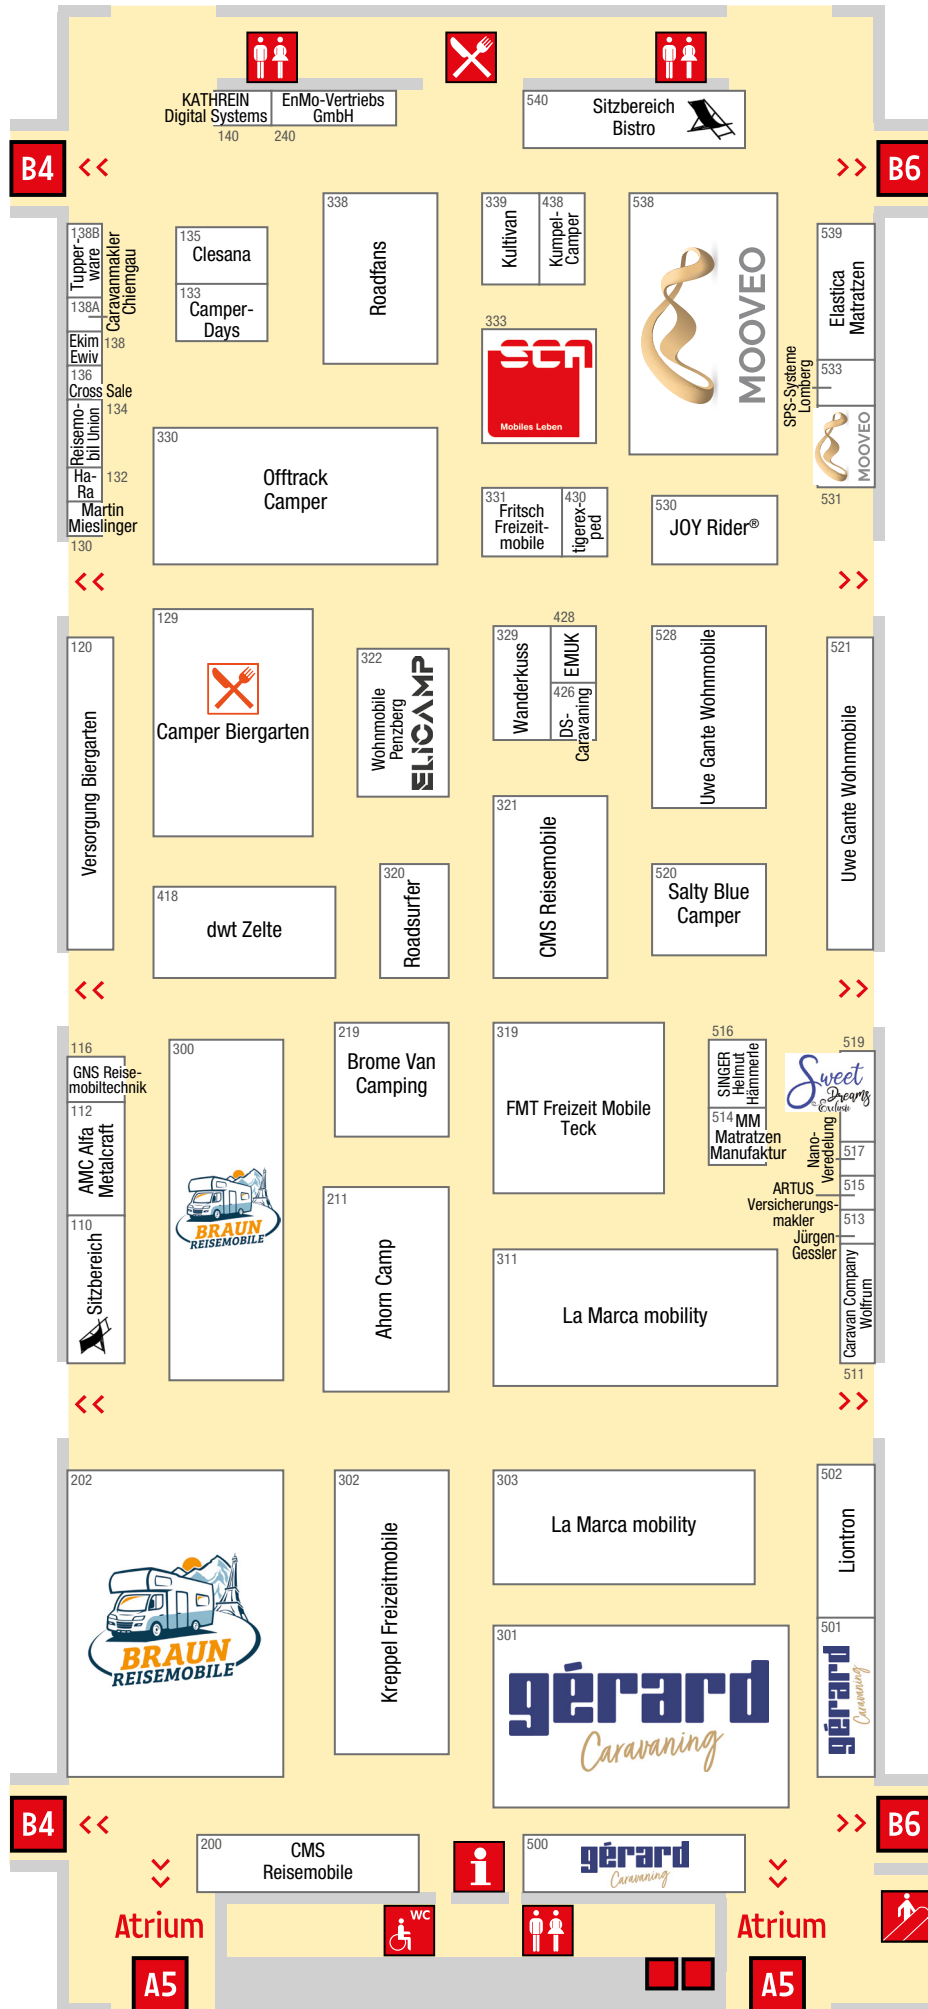 KATHREIN
Digital Systems
140
EnMo-Vertriebs
GmbH
240
540
Sitzbereich
Bistro
B4
B6
138B
Tupper-
ware
138A
Caravanmakler
Chiemgau
Ekim
Ewiv
138
136
Cross Sale
134
Reisemo-
bil Union
Ha-
Ra
132
Martin
Mieslinger
130
135
Clesana
133
Camper-
Days
338
Roadfans
339
Kultivan
438
Kumpel-
Camper
333
SCA
Mobiles Leben
538
MOOVEO
539
Elastica
Matratzen
533
SPS-Systeme
Lomberg
MOOVEO
531
330
Offtrack
Camper
331
Fritsch
Freizeit-
mobile
430
tigerex-
ped
530
JOY Rider®
120
Versorgung Biergarten
129
Camper Biergarten
322
Wohnmobile
Penzberg
ELICAMP
329
Wanderkuss
428
EMUK
426
DS-
Caravaning
528
Uwe Gante Wohnmobile
521
Uwe Gante Wohnmobile
321
CMS Reisemobile
418
dwt Zelte
320
Roadsurfer
520
Salty Blue
Camper
116
GNS Reise-
mobiltechnik
112
AMC Alfa
Metalcraft
110
Sitzbereich
300
BRAUN
REISEMOBILE
219
Brome Van
Camping
211
Ahorn Camp
319
FMT Freizeit Mobile
Teck
516
SINGER
Helmut
Hämmerle
514
MM
Matratzen
Manufaktur
519
Sweet
Dreams
Exclusiv
Nano-
Veredelung
517
ARTUS
Versicherungs-
makler
515
513
Jürgen
Gessler
Caravan Company
Wolfrum
511
311
La Marca mobility
202
BRAUN
REISEMOBILE
302
Kreppel Freizeitmobile
303
La Marca mobility
502
Liontron
301
gérard
Caravaning
501
gérard
Caravaning
B4
B6
200
CMS
Reisemobile
i
500
gérard
Caravaning
Atrium
WC
Atrium
A5
A5